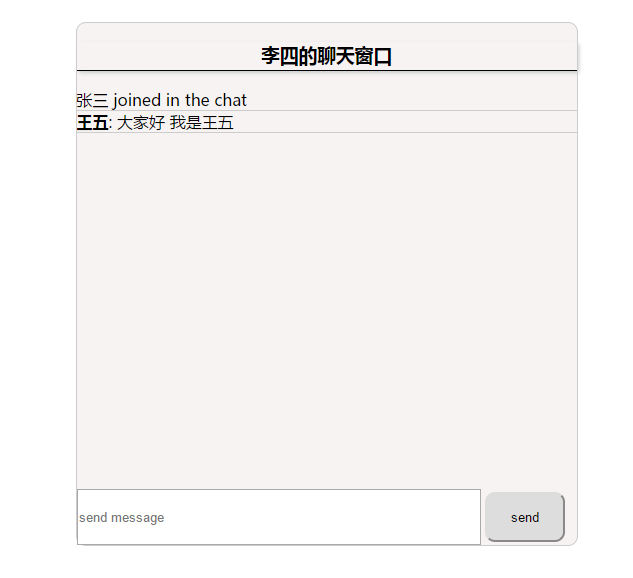 李四的聊天窗口
张三 joined in the chat
王五: 大家好 我是王五
send message
send